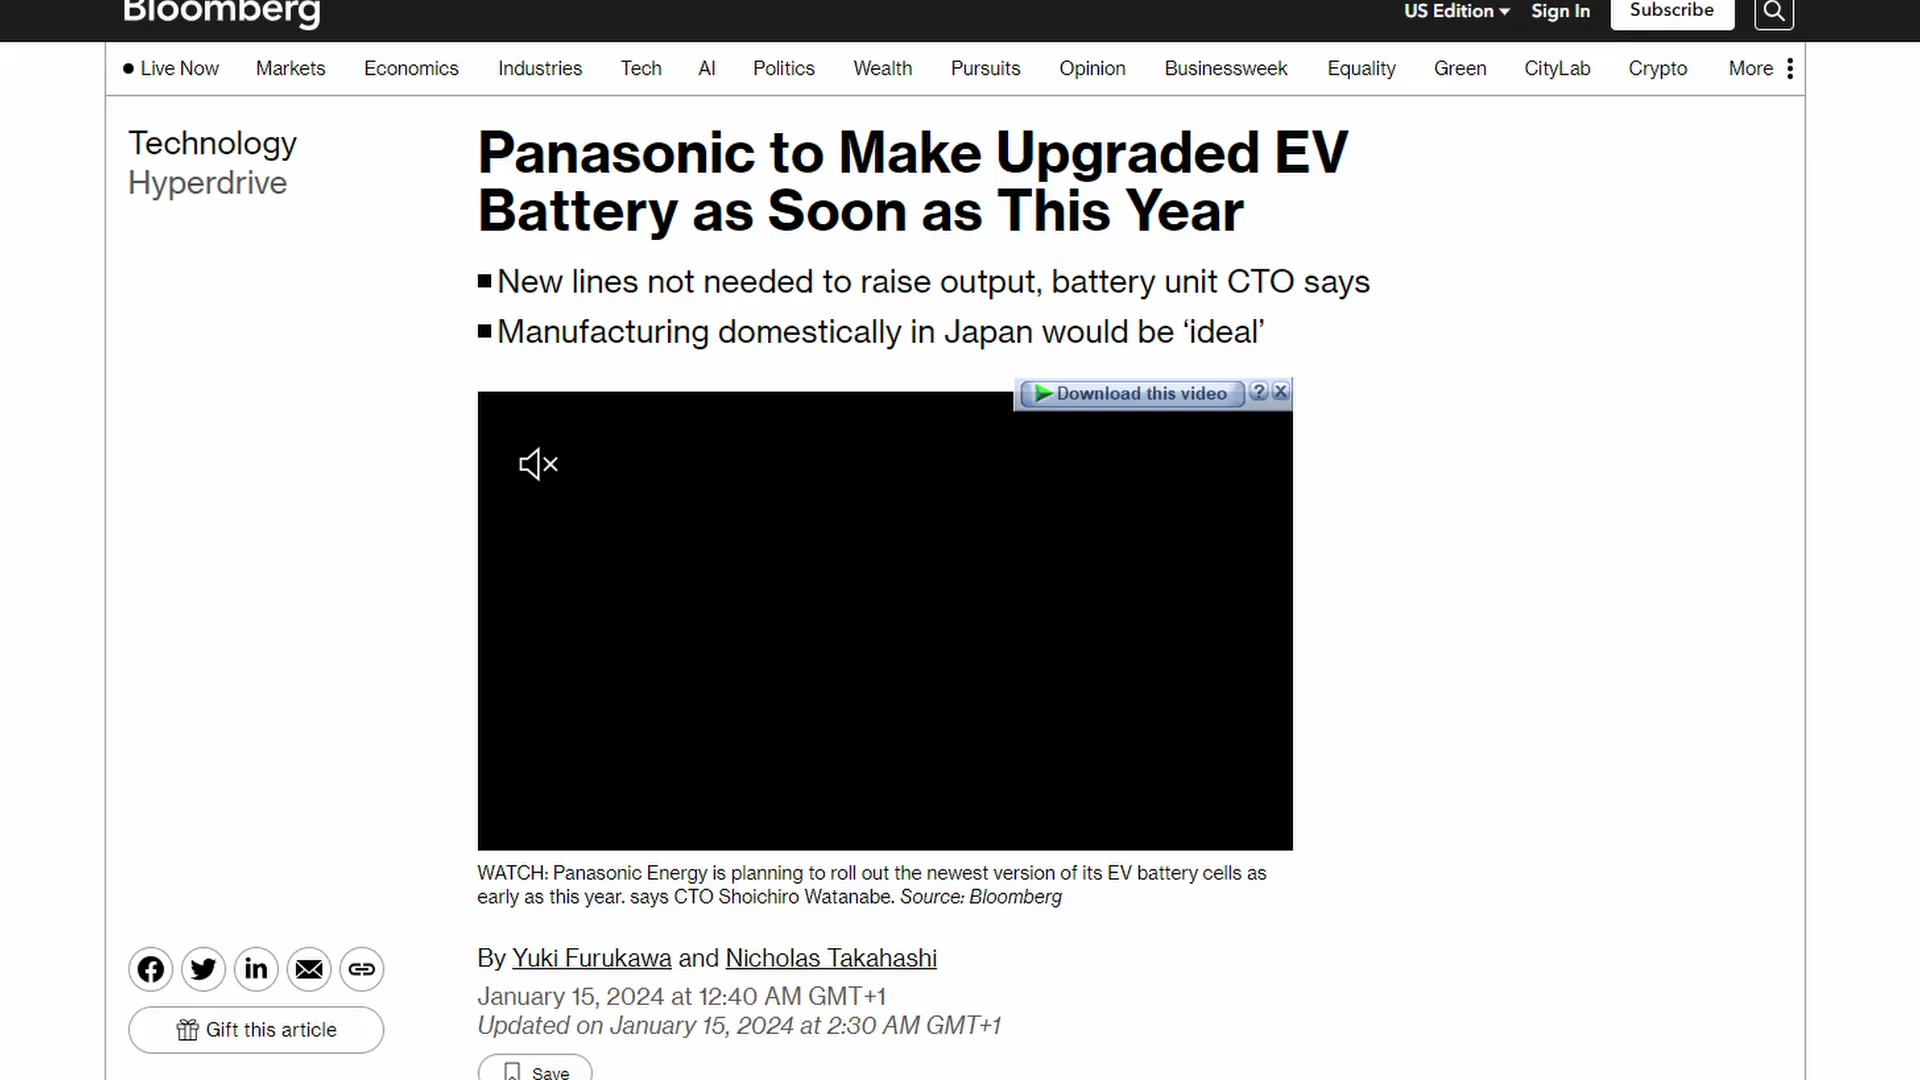 Bloomberg
US Edition Sign In Subscribe
Live Now Markets Economics Industries Tech AI Politics Wealth Pursuits Opinion Businessweek Equality Green CityLab Crypto More
Technology
Hyperdrive
Panasonic to Make Upgraded EV
Battery as Soon as This Year
New lines not needed to raise output, battery unit CTO says
Manufacturing domestically in Japan would be ‘ideal’
Download this video ? X
WATCH: Panasonic Energy is planning to roll out the newest version of its EV battery cells as
early as this year. says CTO Shoichiro Watanabe. Source: Bloomberg
By Yuki Furukawa and Nicholas Takahashi
January 15, 2024 at 12:40 AM GMT+1
Updated on January 15, 2024 at 2:30 AM GMT+1
Gift this article
Save